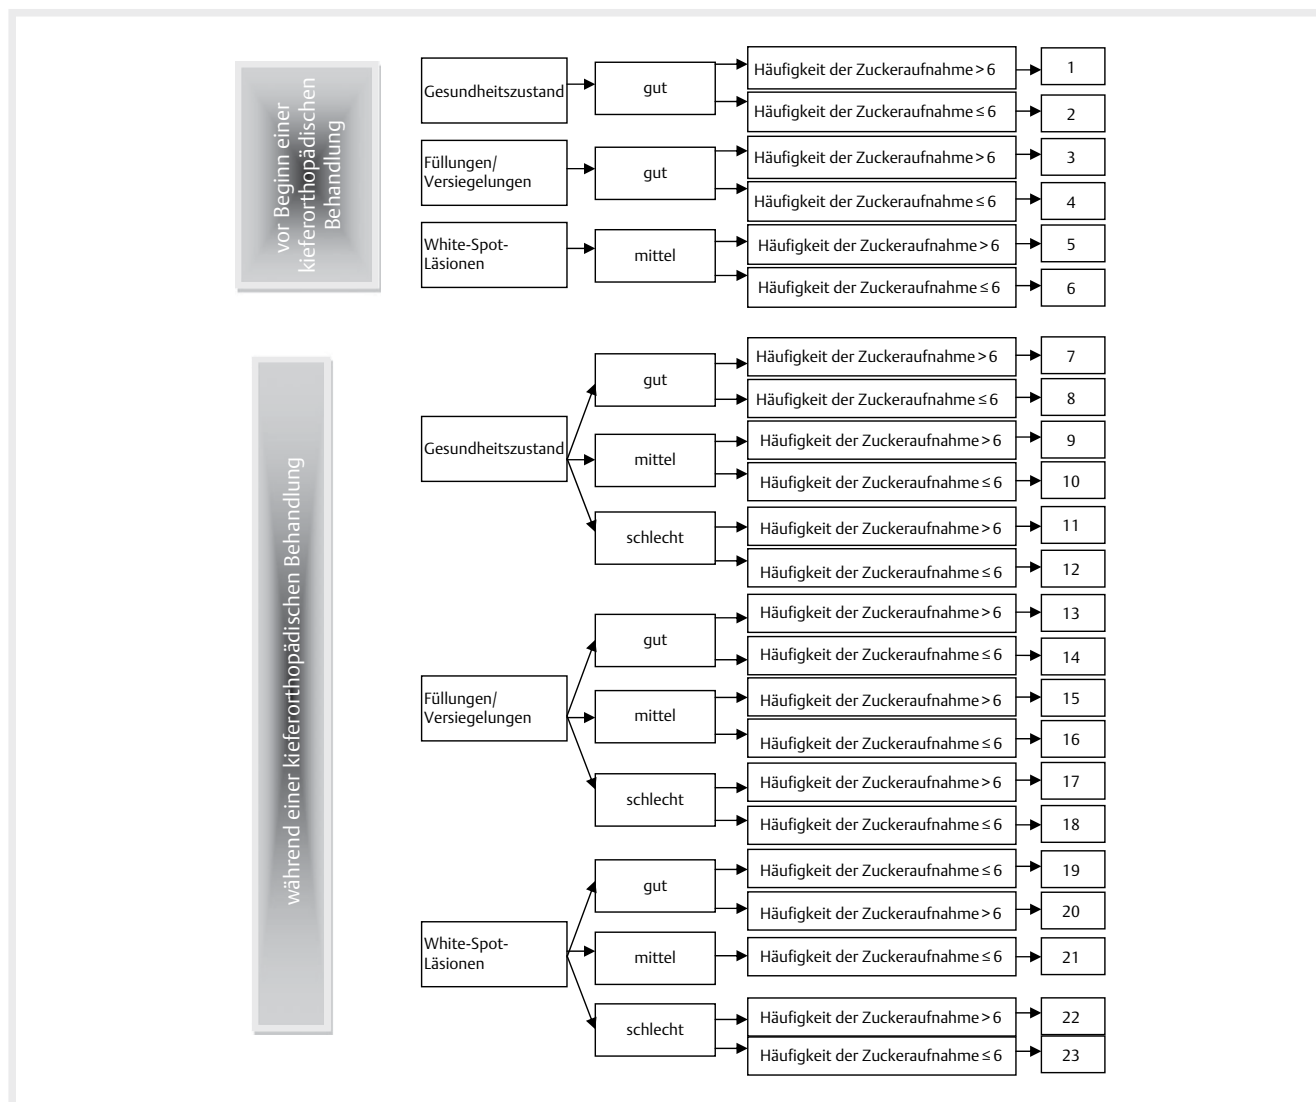 vor Beginn einer
kieferorthopädischen
Behandlung
Gesundheitszustand
gut
Häufigkeit der Zuckeraufnahme > 6
1
Häufigkeit der Zuckeraufnahme ≤ 6
2
Füllungen/
Versiegelungen
gut
Häufigkeit der Zuckeraufnahme > 6
3
Häufigkeit der Zuckeraufnahme ≤ 6
4
White-Spot-
Läsionen
mittel
Häufigkeit der Zuckeraufnahme > 6
5
Häufigkeit der Zuckeraufnahme ≤ 6
6
während einer kieferorthopädischen Behandlung
Gesundheitszustand
gut
Häufigkeit der Zuckeraufnahme > 6
7
Häufigkeit der Zuckeraufnahme ≤ 6
8
mittel
Häufigkeit der Zuckeraufnahme > 6
9
Häufigkeit der Zuckeraufnahme ≤ 6
10
schlecht
Häufigkeit der Zuckeraufnahme > 6
11
Häufigkeit der Zuckeraufnahme ≤ 6
12
Füllungen/
Versiegelungen
gut
Häufigkeit der Zuckeraufnahme > 6
13
Häufigkeit der Zuckeraufnahme ≤ 6
14
mittel
Häufigkeit der Zuckeraufnahme > 6
15
Häufigkeit der Zuckeraufnahme ≤ 6
16
schlecht
Häufigkeit der Zuckeraufnahme > 6
17
Häufigkeit der Zuckeraufnahme ≤ 6
18
White-Spot-
Läsionen
gut
Häufigkeit der Zuckeraufnahme ≤ 6
19
Häufigkeit der Zuckeraufnahme > 6
20
mittel
Häufigkeit der Zuckeraufnahme ≤ 6
21
schlecht
Häufigkeit der Zuckeraufnahme > 6
22
Häufigkeit der Zuckeraufnahme ≤ 6
23